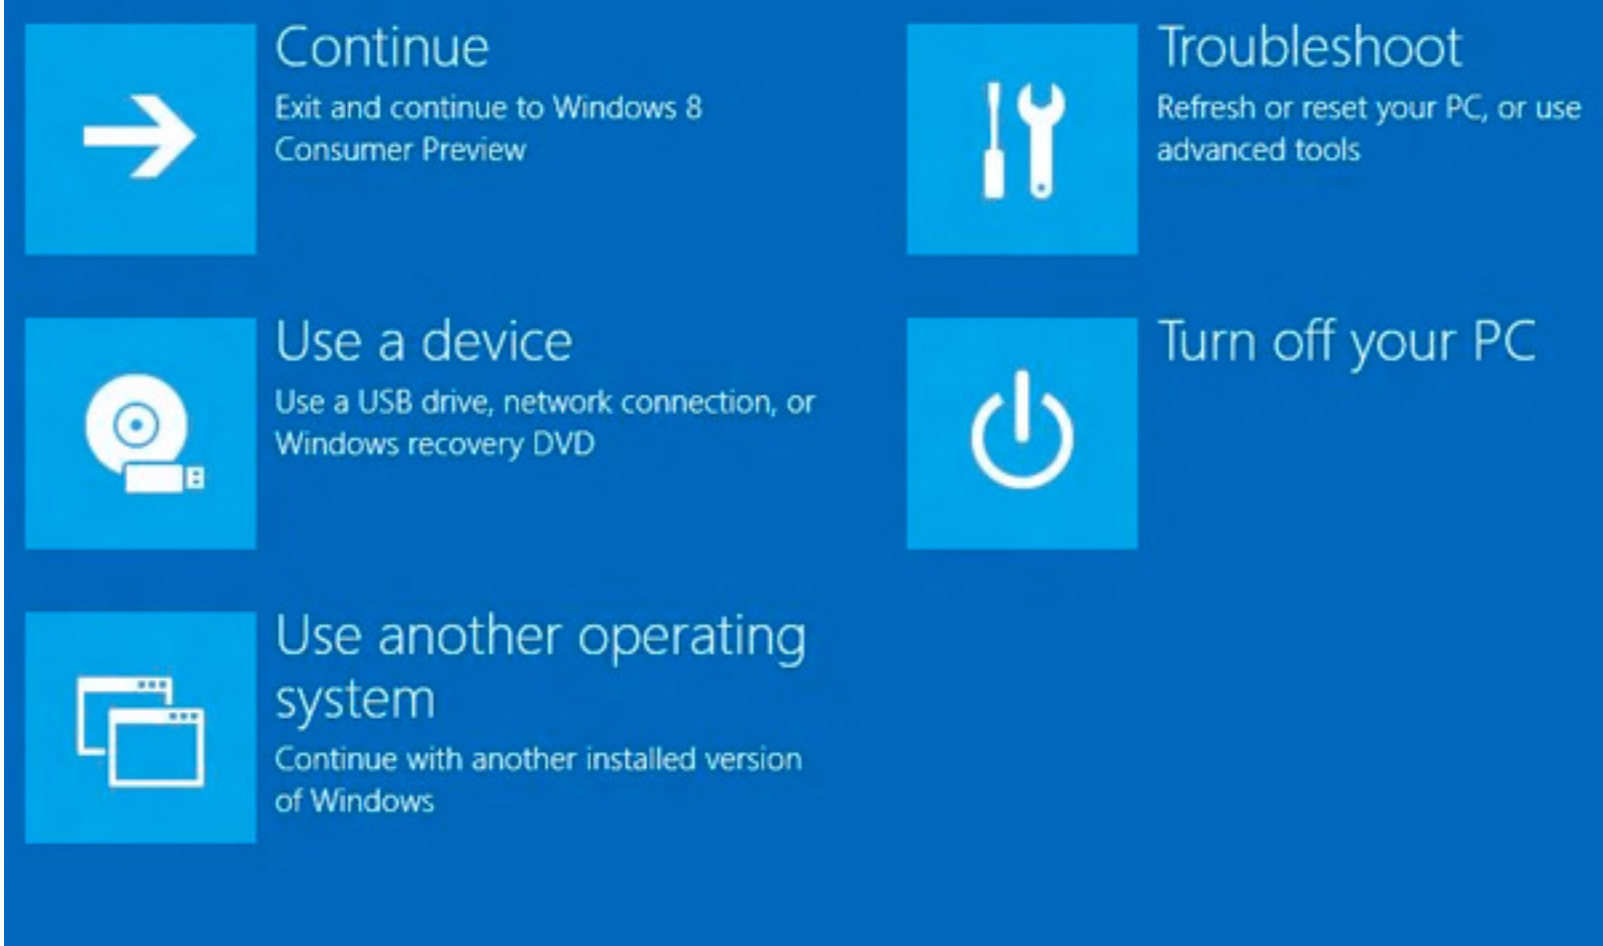 Continue
Exit and continue to Windows 8
Consumer Preview
Troubleshoot
Refresh or reset your PC, or use
advanced tools
Use a device
Use a USB drive, network connection, or
Windows recovery DVD
Turn off your PC
Use another operating
system
Continue with another installed version
of Windows